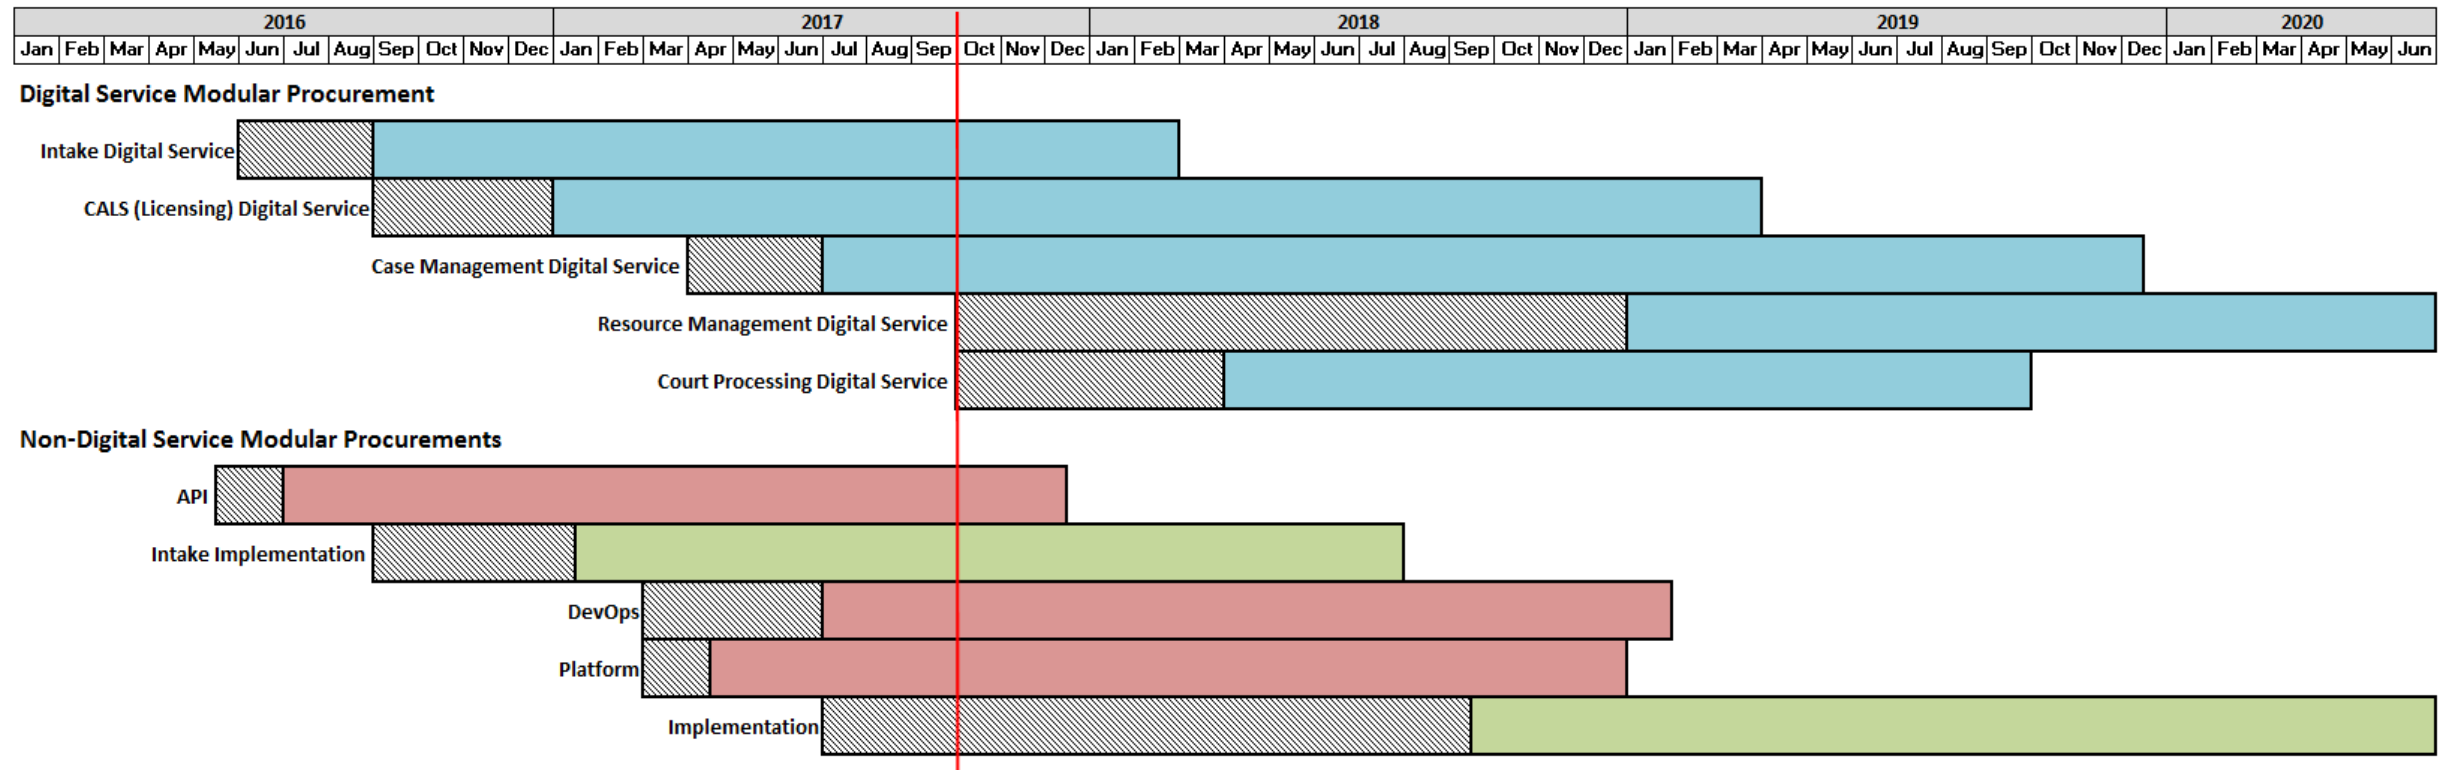 2016 2017 2018 2019 2020
Jan Feb Mar Apr May Jun Jul Aug Sep Oct Nov Dec Jan Feb Mar Apr May Jun Jul Aug Sep Oct Nov Dec Jan Feb Mar Apr May Jun Jul Aug Sep Oct Nov Dec Jan Feb Mar Apr May Jun Jul Aug Sep Oct Nov Dec Jan Feb Mar Apr May Jun
Digital Service Modular Procurement
Intake Digital Service
CALS (Licensing) Digital Service
Case Management Digital Service
Resource Management Digital Service
Court Processing Digital Service
Non-Digital Service Modular Procurements
API
Intake Implementation
DevOps
Platform
Implementation